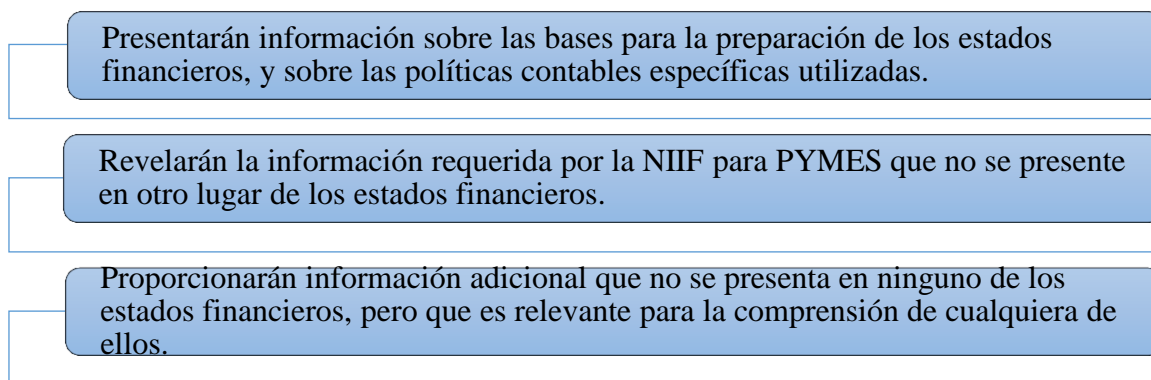 Presentarán información sobre las bases para la preparación de los estados
financieros, y sobre las políticas contables específicas utilizadas.
Revelarán la información requerida por la NIIF para PYMES que no se presente
en otro lugar de los estados financieros.
Proporcionarán información adicional que no se presenta en ninguno de los
estados financieros, pero que es relevante para la comprensión de cualquiera de
ellos.